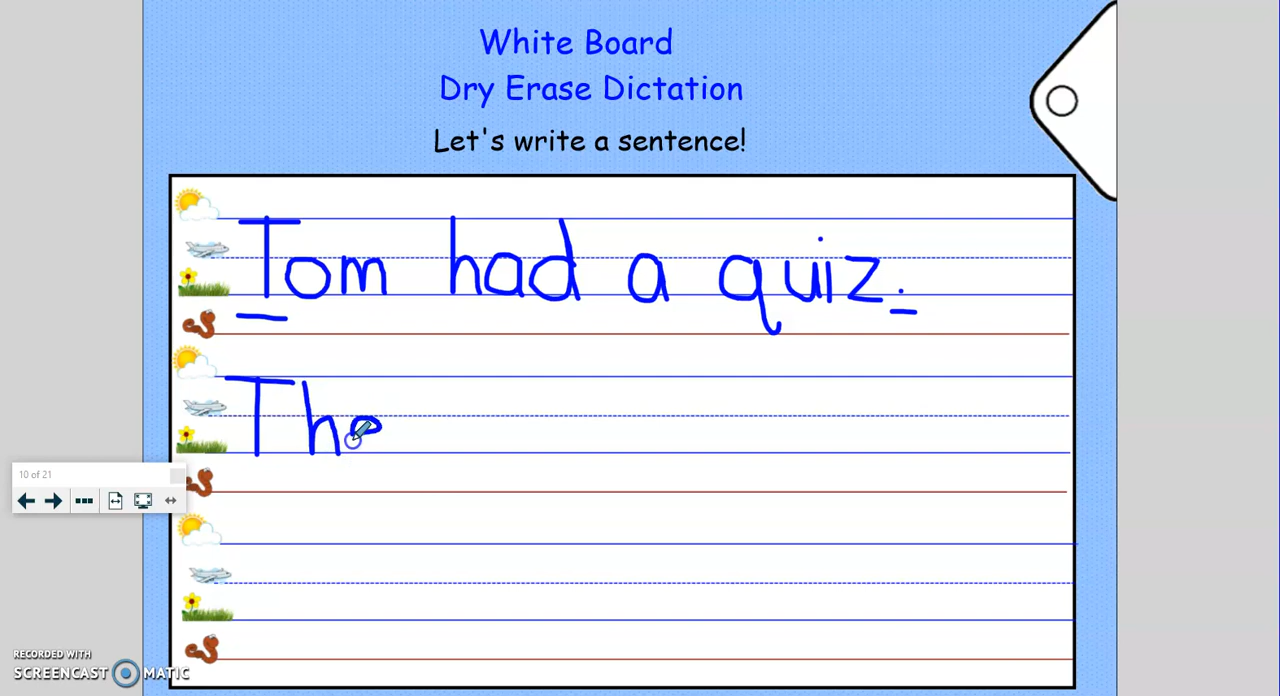 White Board
Dry Erase Dictation
Let's write a sentence!
Tom had a quiz.
The
10 of 21
RECORDED WITH
SCREENCAST MATIC